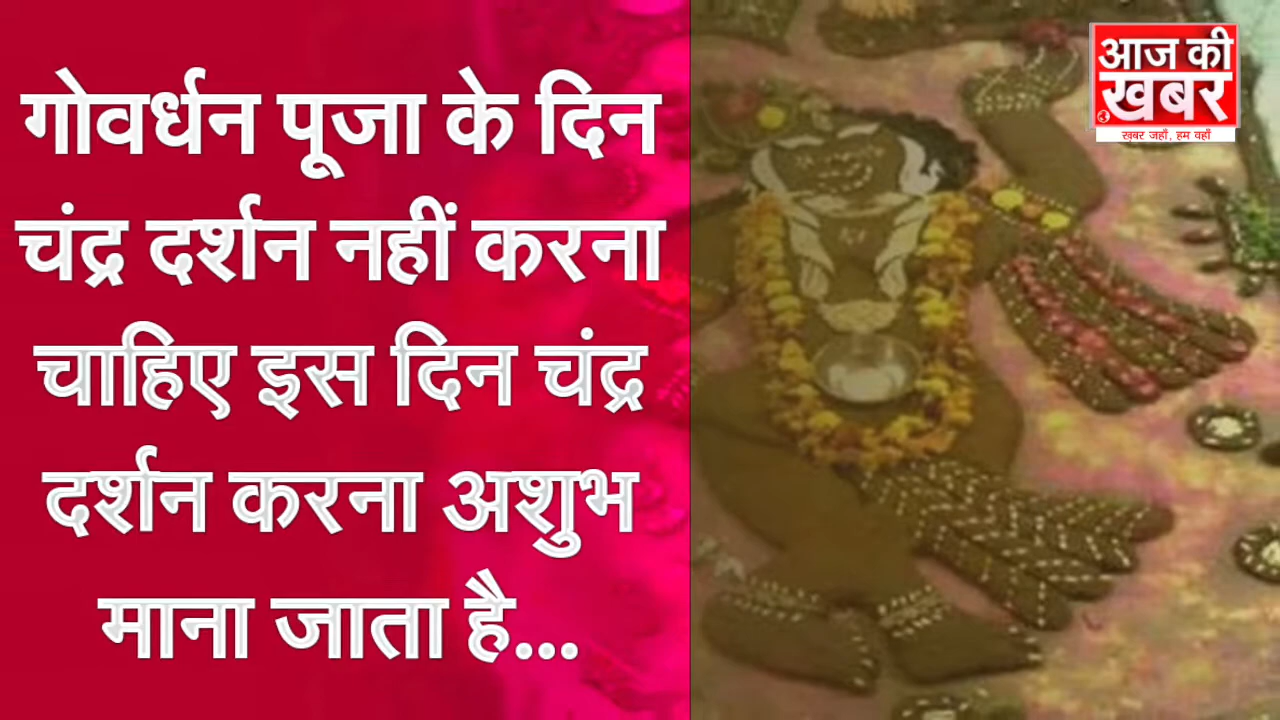 गोवर्धन पूजा के दिन
चंद्र दर्शन नहीं करना
चाहिए इस दिन चंद्र
दर्शन करना अशुभ
माना जाता है...
आज की
खबर
खबर जहाँ, हम वहाँ